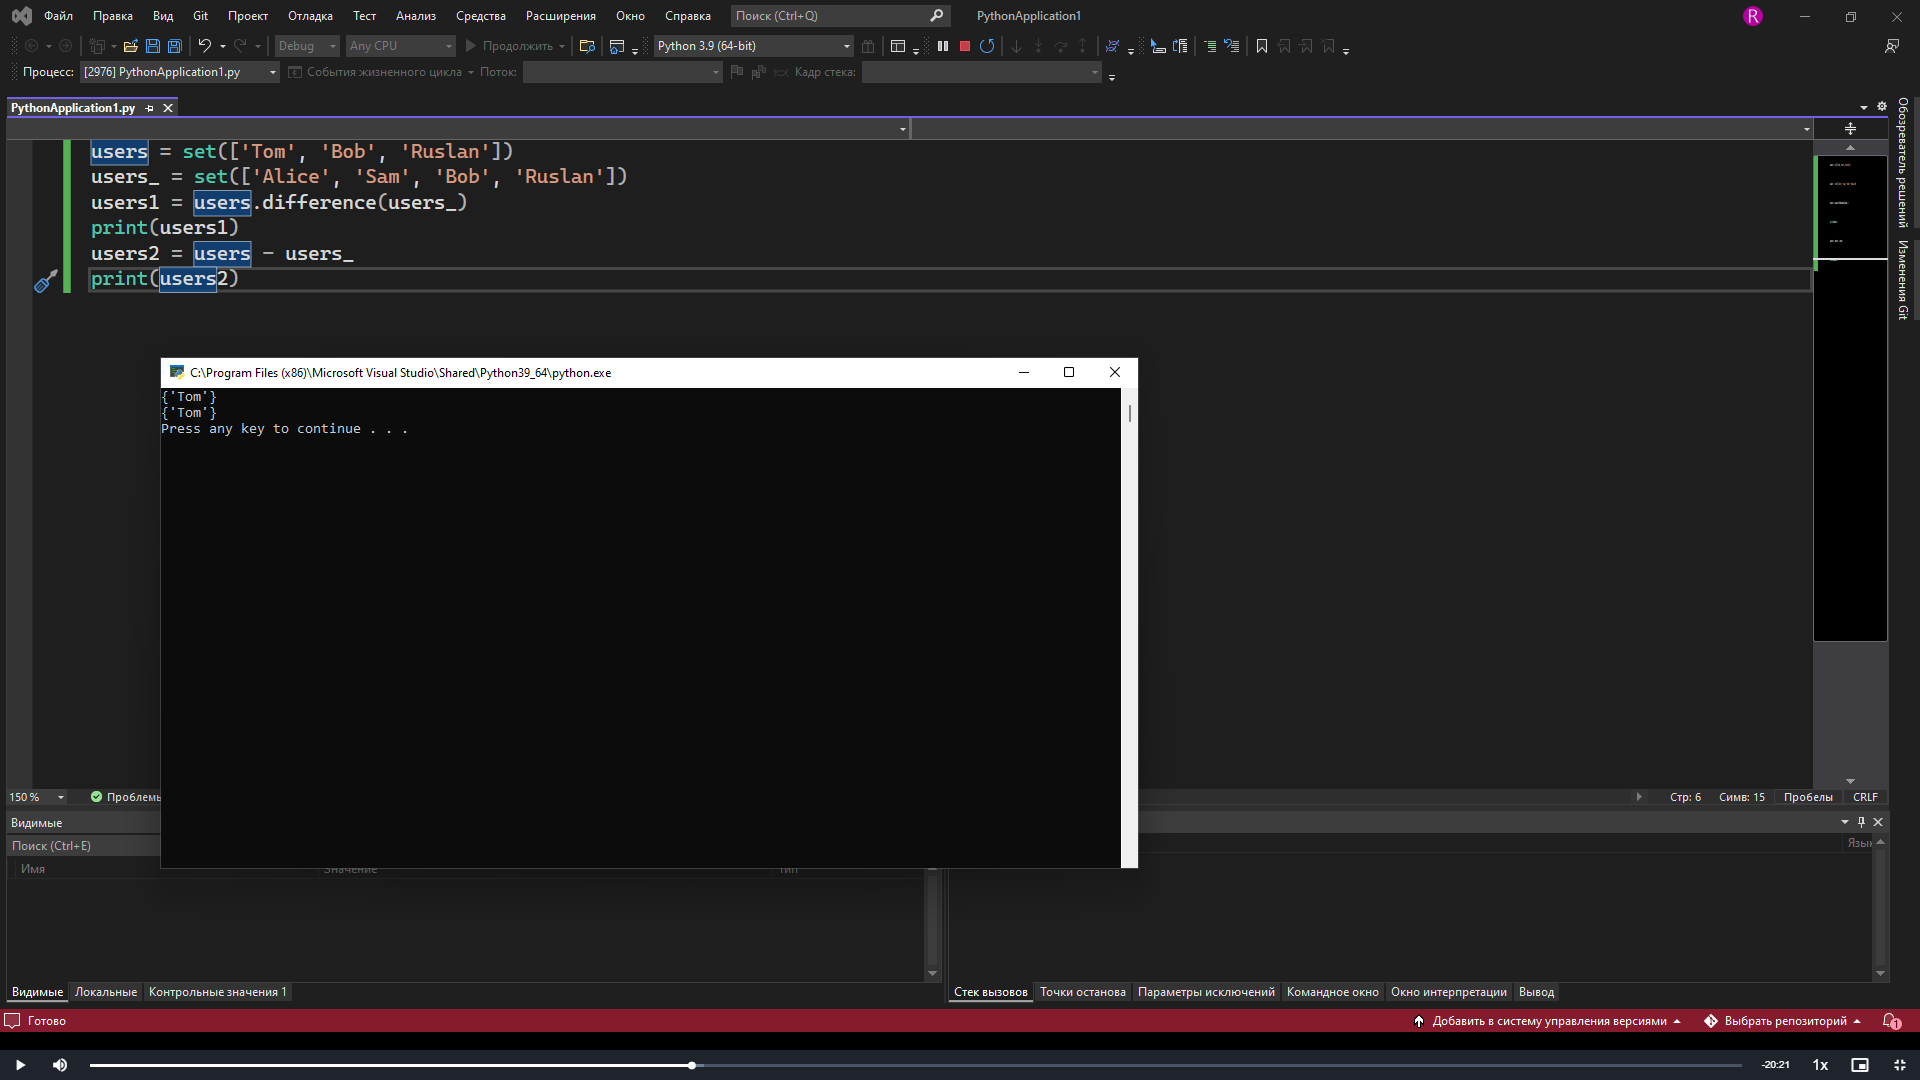 Файл Правка Вид Git Проект Отладка Тест Анализ Средства Расширения Окно Справка Поиск (Ctrl+Q) PythonApplication1 R
Debug Any CPU Продолжить Python 3.9 (64-bit)
Процесс: [2976] PythonApplication1.py События жизненного цикла Поток: Кадр стека:
PythonApplication1.py
users = set(['Tom', 'Bob', 'Ruslan'])
users_ = set(['Alice', 'Sam', 'Bob', 'Ruslan'])
users1 = users.difference(users_)
print(users1)
users2 = users - users_
print(users2)
Обозреватель решений
Изменения Git
C:\Program Files (x86)\Microsoft Visual Studio\Shared\Python39_64\python.exe
{'Tom'}
{'Tom'}
Press any key to continue . . .
150 % Стр: 6 Симв: 15 Пробелы CRLF
Видимые
Поиск (Ctrl+E)
Имя Значение Тип
Видимые Локальные Контрольные значения 1
Стек вызовов Точки останова Параметры исключений Командное окно Окно интерпретации Вывод
Готово Добавить в систему управления версиями Выбрать репозиторий 1
-20:21 1x